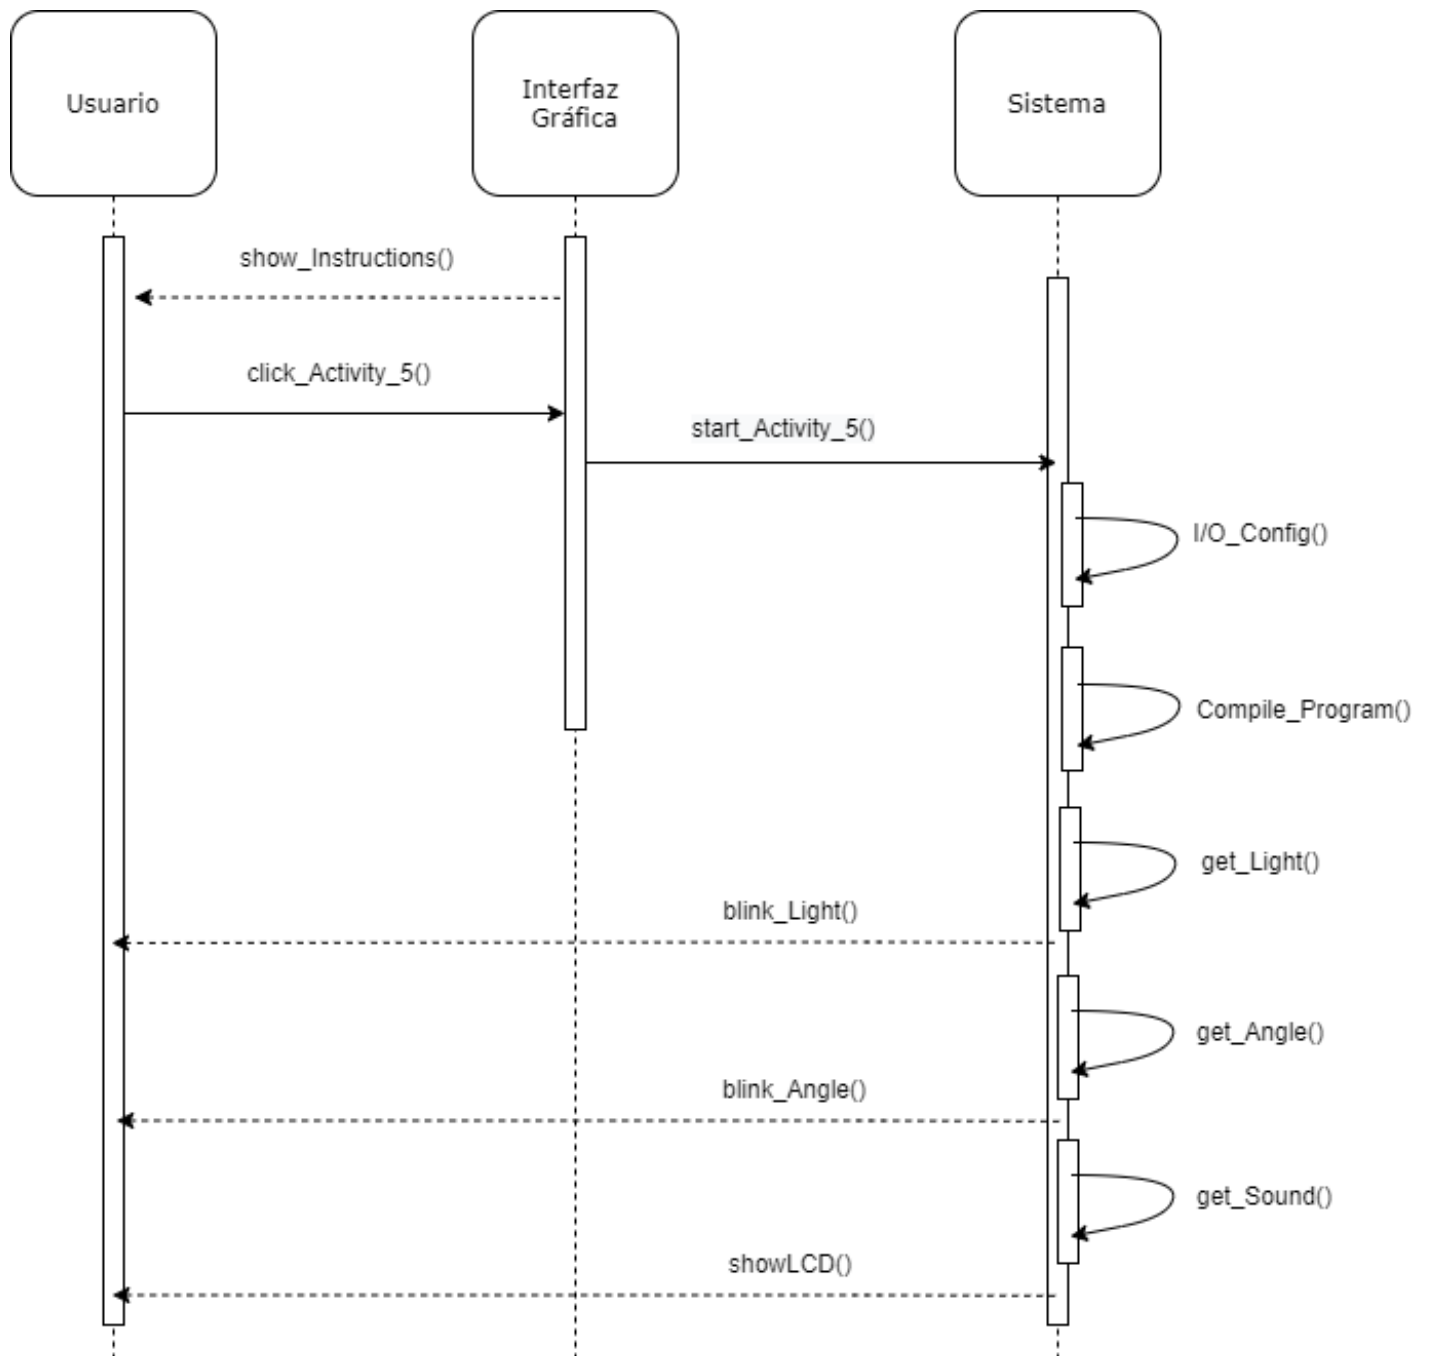 Usuario
Interfaz
Gráfica
Sistema
show_Instructions()
click_Activity_5()
start_Activity_5()
I/O_Config()
Compile_Program()
get_Light()
blink_Light()
get_Angle()
blink_Angle()
get_Sound()
showLCD()